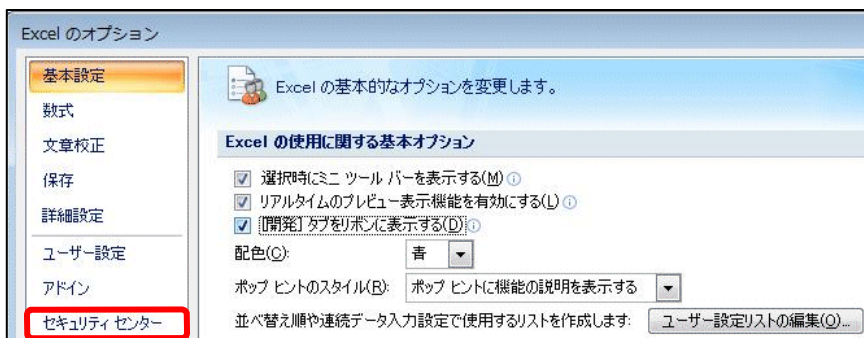 Excel のオプション
基本設定
数式
文章校正
保存
詳細設定
ユーザー設定
アドイン
セキュリティ センター
Excel の基本的なオプションを変更します。
Excel の使用に関する基本オプション
選択時にミニ ツール バーを表示する(M)
リアルタイムのプレビュー表示機能を有効にする(L)
[開発] タブをリボンに表示する(D)
配色(C): 青
ポップ ヒントのスタイル(R): ポップ ヒントに機能の説明を表示する
並べ替え順や連続データ入力設定で使用するリストを作成します: ユーザー設定リストの編集(O)...